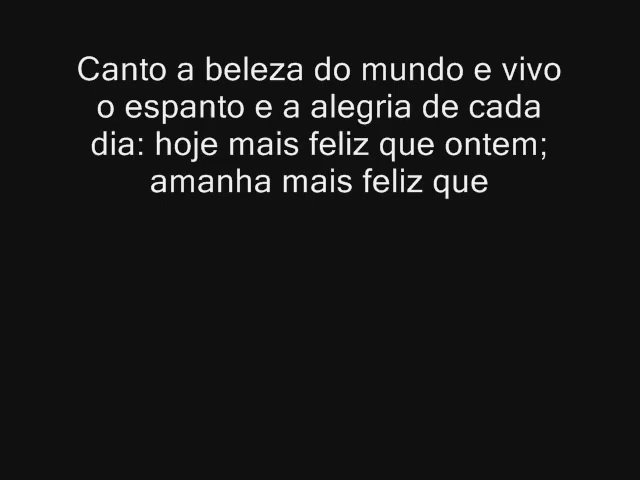 Canto a beleza do mundo e vivo
o espanto e a alegria de cada
dia: hoje mais feliz que ontem;
amanha mais feliz que